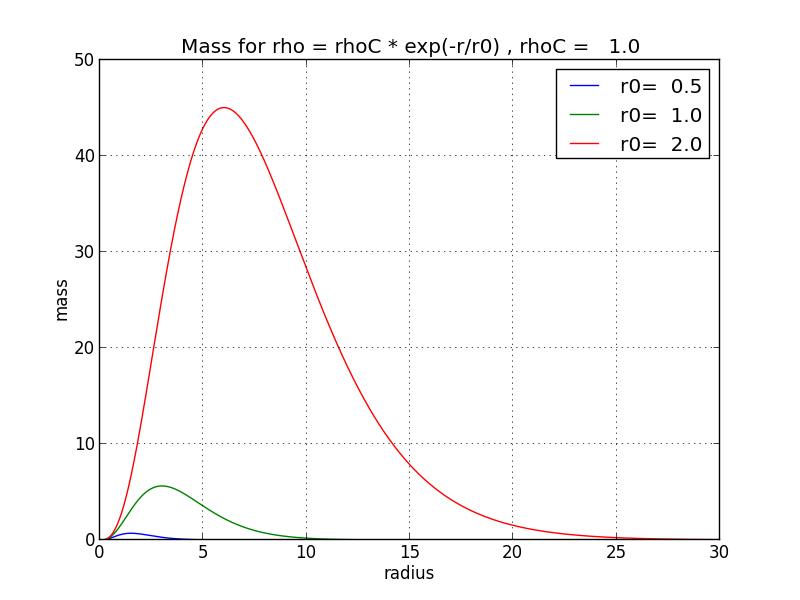 Mass for rho = rhoC * exp(-r/r0) , rhoC =   1.0
50
40
30
20
10
0
mass
r0=  0.5
r0=  1.0
r0=  2.0
0 5 10 15 20 25 30
radius